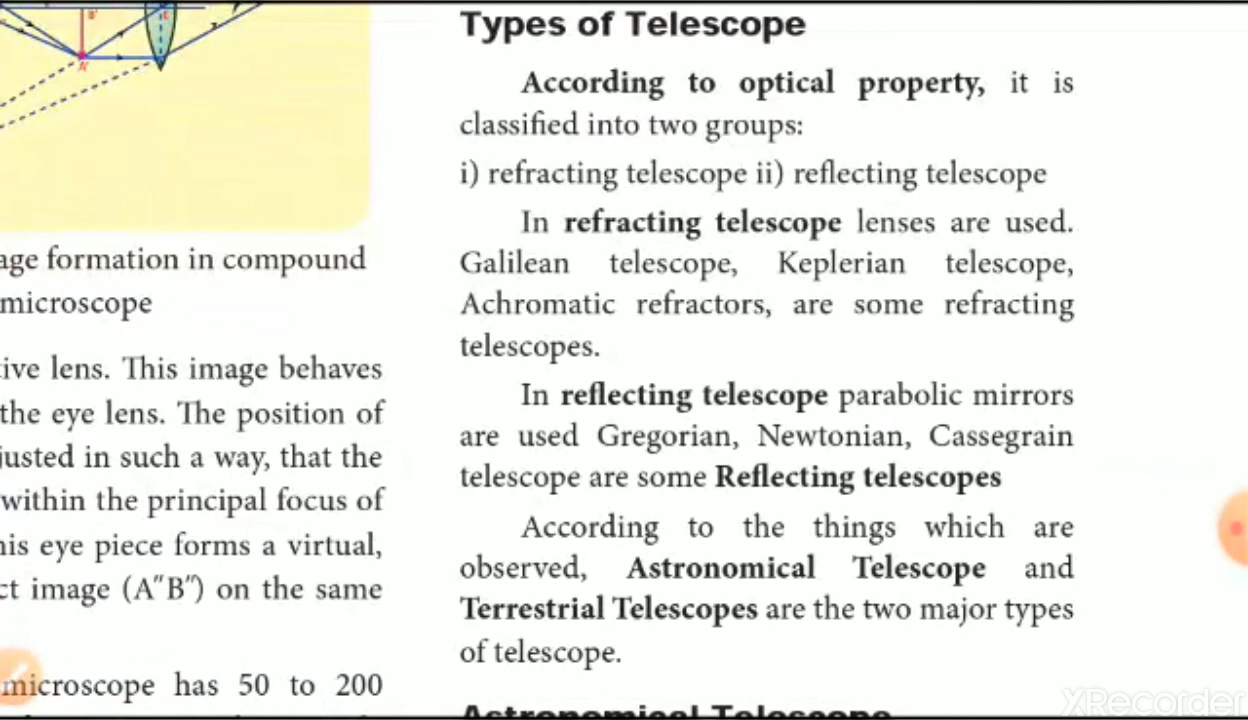 B'
A'
age formation in compound
microscope
tive lens. This image behaves
the eye lens. The position of
justed in such a way, that the
within the principal focus of
his eye piece forms a virtual,
ct image (A″B″) on the same
microscope has 50 to 200
Types of Telescope
According to optical property, it is
classified into two groups:
i) refracting telescope ii) reflecting telescope
In refracting telescope lenses are used.
Galilean telescope, Keplerian telescope,
Achromatic refractors, are some refracting
telescopes.
In reflecting telescope parabolic mirrors
are used Gregorian, Newtonian, Cassegrain
telescope are some Reflecting telescopes
According to the things which are
observed, Astronomical Telescope and
Terrestrial Telescopes are the two major types
of telescope.
Astronomical Telescope
XRecorder